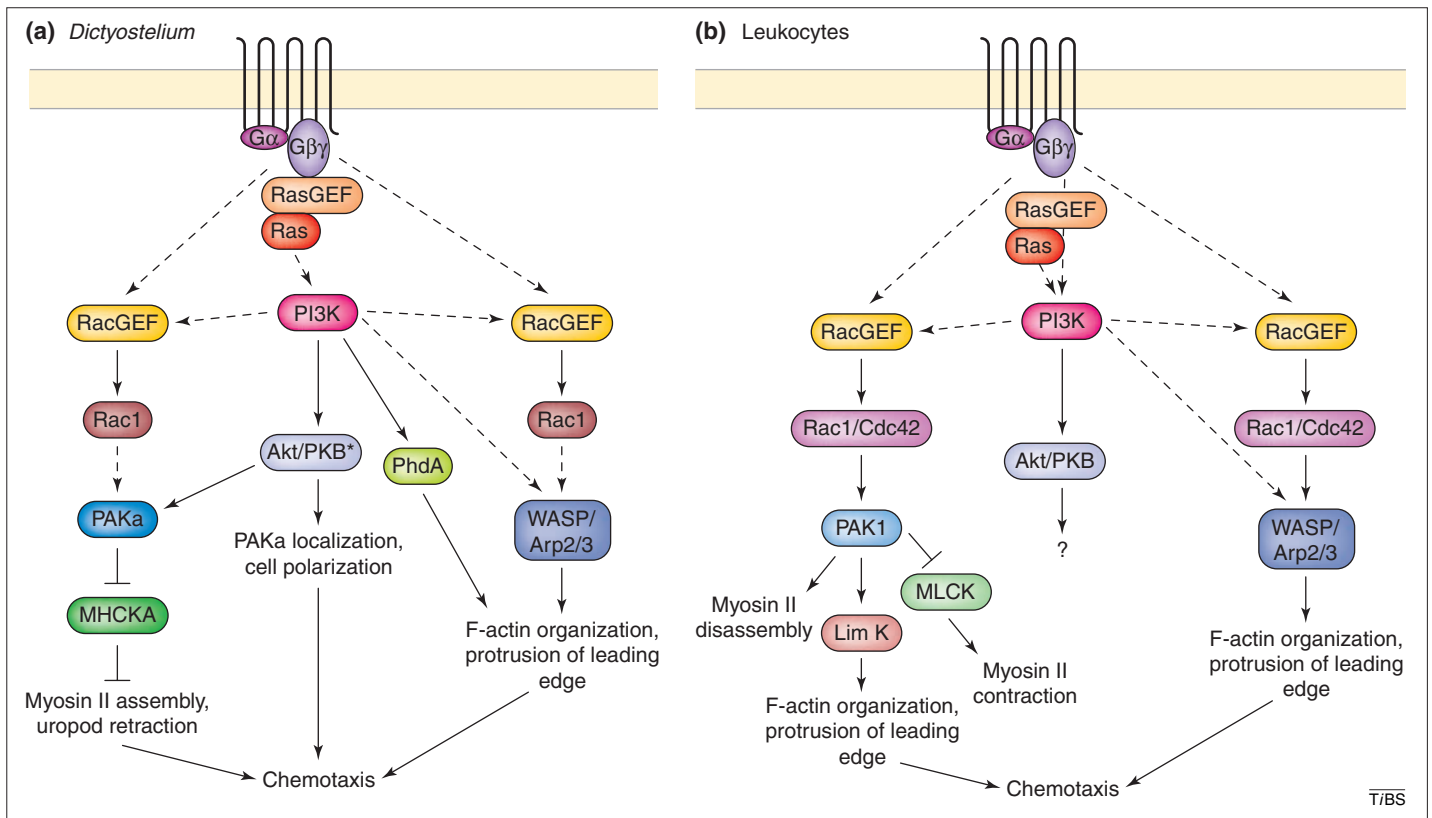 (a) Dictyostelium
Gα
Gβγ
RasGEF
Ras
RacGEF
PI3K
RacGEF
Rac1
Rac1
Akt/PKB*
PhdA
PAKa
WASP/
Arp2/3
PAKa localization,
cell polarization
MHCKA
F-actin organization,
protrusion of leading
edge
Myosin II assembly,
uropod retraction
Chemotaxis
(b) Leukocytes
Gα
Gβγ
RasGEF
Ras
RacGEF
PI3K
RacGEF
Rac1/Cdc42
Rac1/Cdc42
Akt/PKB
PAK1
?
WASP/
Arp2/3
MLCK
Myosin II
disassembly
Lim K
Myosin II
contraction
F-actin organization,
protrusion of leading
edge
F-actin organization,
protrusion of leading
edge
Chemotaxis
TiBS